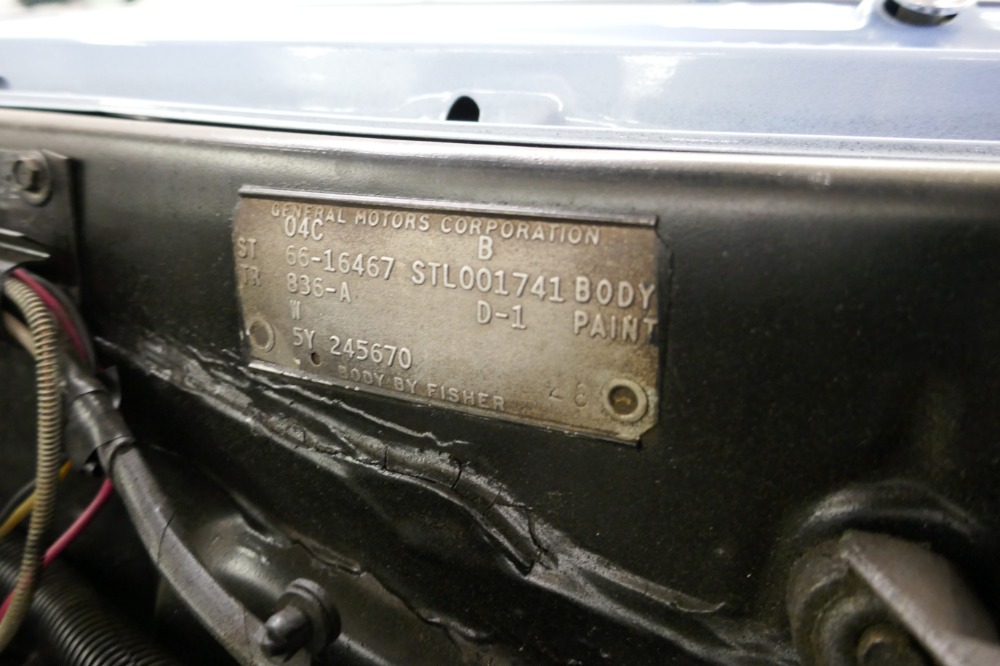 GENERAL MOTORS CORPORATION
04C B
ST 66-16467 STL001741 BODY
TR 836-A D-1 PAINT
W
5Y 245670
BODY BY FISHER